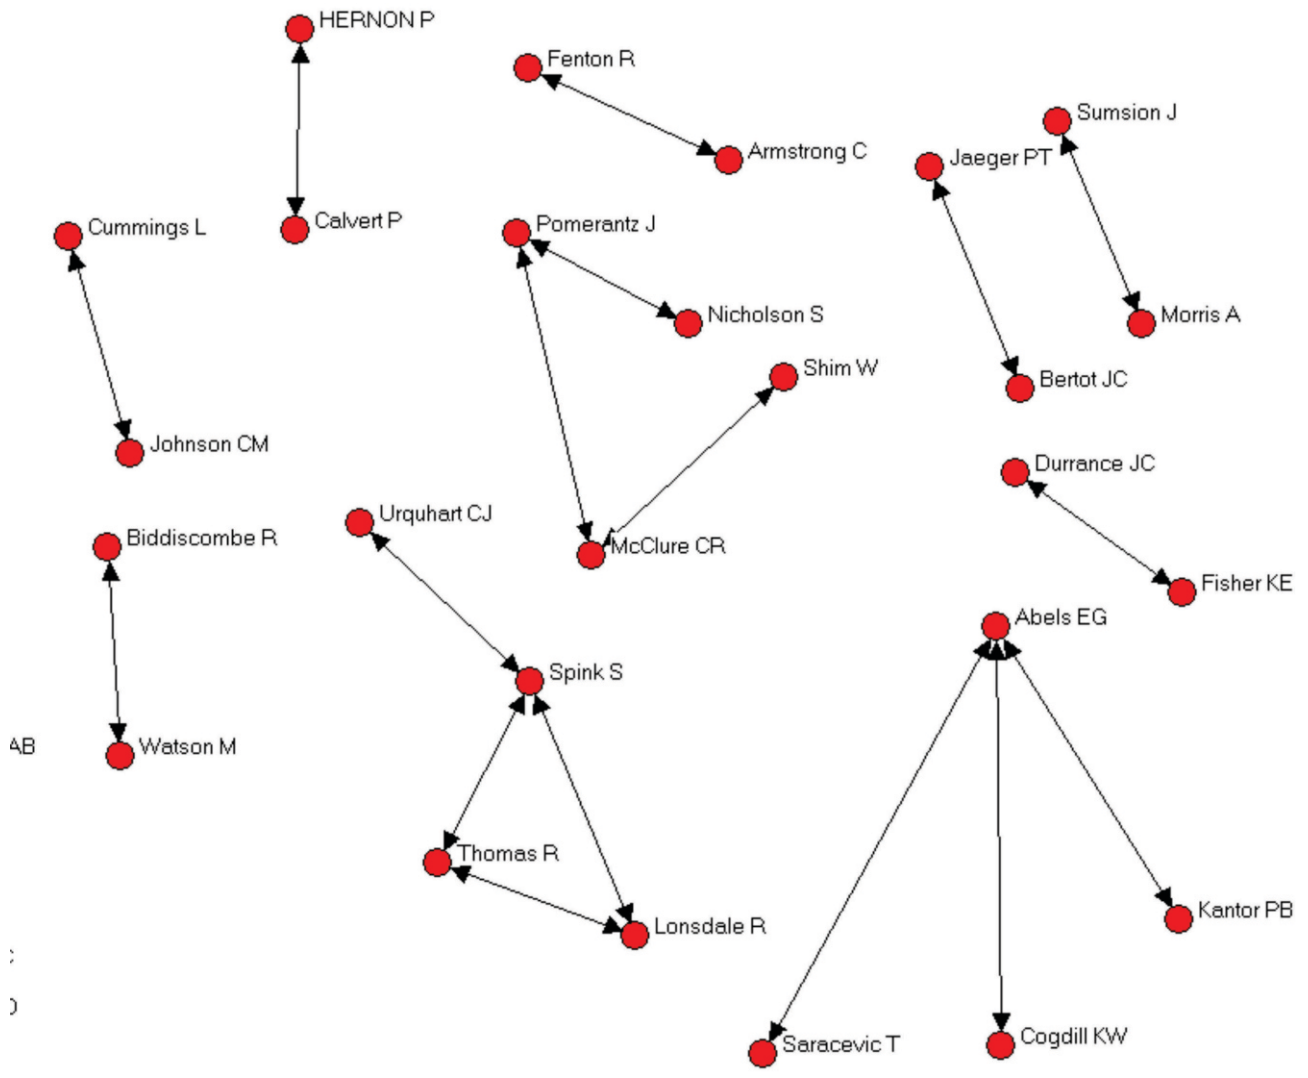 HERNON P
Fenton R
Sumsion J
Armstrong C
Jaeger PT
Cummings L
Calvert P
Pomerantz J
Nicholson S
Morris A
Shim W
Bertot JC
Johnson CM
Durrance JC
Urquhart CJ
Biddiscombe R
McClure CR
Fisher KE
Abels EG
Spink S
AB
Watson M
Thomas R
Kantor PB
Lonsdale R
Saracevic T
Cogdill KW